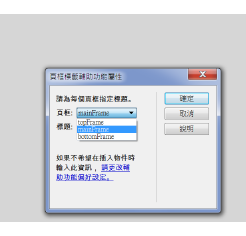 頁框標籤輔助功能屬性
請為每個頁框指定標題。
確定
頁框: mainFrame
取消
topFrame
標題:
mainFrame
說明
bottomFrame
如果不希望在插入物件時
輸入此資訊，請更改輔
助功能偏好設定。